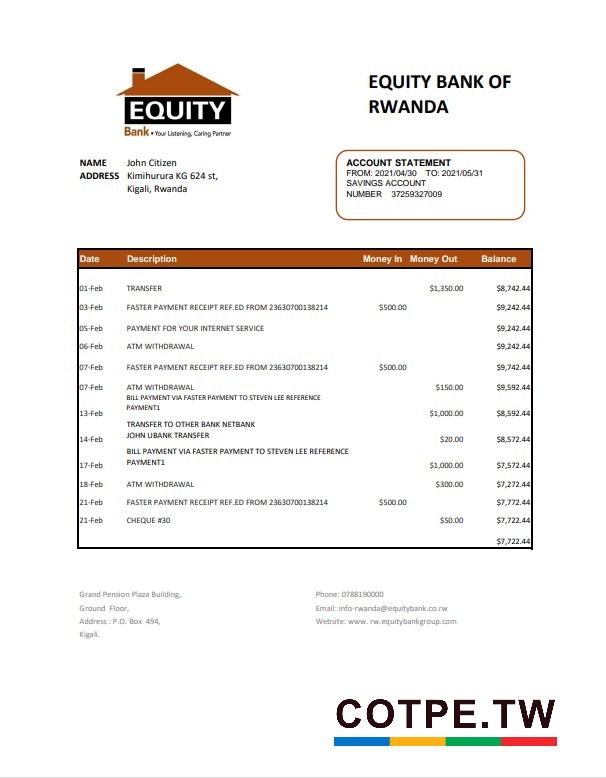 EQUITY
Bank • Your Listening, Caring Partner
EQUITY BANK OF
RWANDA
NAME John Citizen
ADDRESS Kimihurura KG 624 st,
Kigali, Rwanda
ACCOUNT STATEMENT
FROM: 2021/04/30 TO: 2021/05/31
SAVINGS ACCOUNT
NUMBER 37259327009
Date Description Money In Money Out Balance
01-Feb TRANSFER $1,350.00 $8,742.44
03-Feb FASTER PAYMENT RECEIPT REF.ED FROM 23630700138214 $500.00 $9,242.44
05-Feb PAYMENT FOR YOUR INTERNET SERVICE $9,242.44
06-Feb ATM WITHDRAWAL $9,242.44
07-Feb FASTER PAYMENT RECEIPT REF.ED FROM 23630700138214 $500.00 $9,742.44
07-Feb ATM WITHDRAWAL $150.00 $9,592.44
BILL PAYMENT VIA FASTER PAYMENT TO STEVEN LEE REFERENCE
PAYMENT1
13-Feb $1,000.00 $8,592.44
TRANSFER TO OTHER BANK NETBANK
JOHN UBANK TRANSFER
14-Feb $20.00 $8,572.44
BILL PAYMENT VIA FASTER PAYMENT TO STEVEN LEE REFERENCE
PAYMENT1
17-Feb $1,000.00 $7,572.44
18-Feb ATM WITHDRAWAL $300.00 $7,272.44
21-Feb FASTER PAYMENT RECEIPT REF.ED FROM 23630700138214 $500.00 $7,772.44
21-Feb CHEQUE #30 $50.00 $7,722.44
$7,722.44
Grand Pension Plaza Building,
Ground Floor,
Address : P.O. Box 494,
Kigali.
Phone: 0788190000
Email: info-rwanda@equitybank.co.rw
Website: www. rw.equitybankgroup.com
COTPE.TW